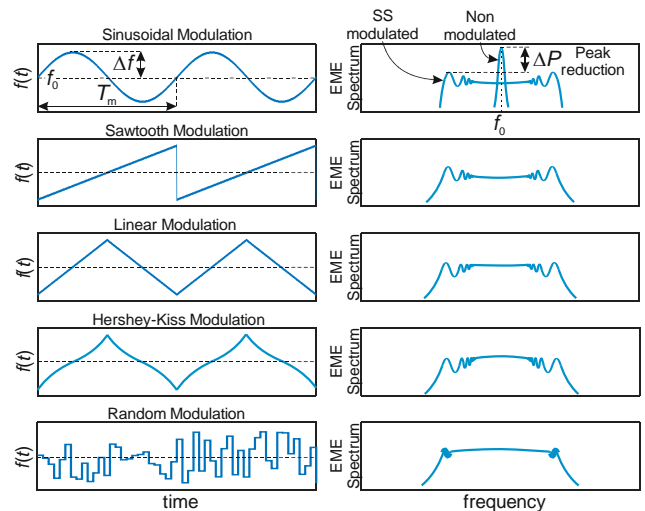 Sinusoidal Modulation
f(t)
f0
Δf
Tm
SS
modulated
Non
modulated
ΔP
Peak
reduction
EME
Spectrum
f0
Sawtooth Modulation
f(t)
EME
Spectrum
Linear Modulation
f(t)
EME
Spectrum
Hershey-Kiss Modulation
f(t)
EME
Spectrum
Random Modulation
f(t)
EME
Spectrum
time
frequency